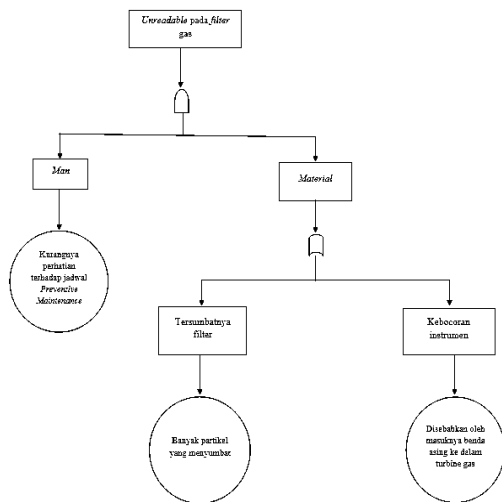 Unreadable pada filter
gas
Man
Material
Kurangnya
perhatian
terhadap jadwal
Preventive
Maintenance
Tersumbatnya
filter
Kebocoran
instrumen
Banyak partikel
yang menyumbat
Disebabkan oleh
masuknya benda
asing ke dalam
turbine gas